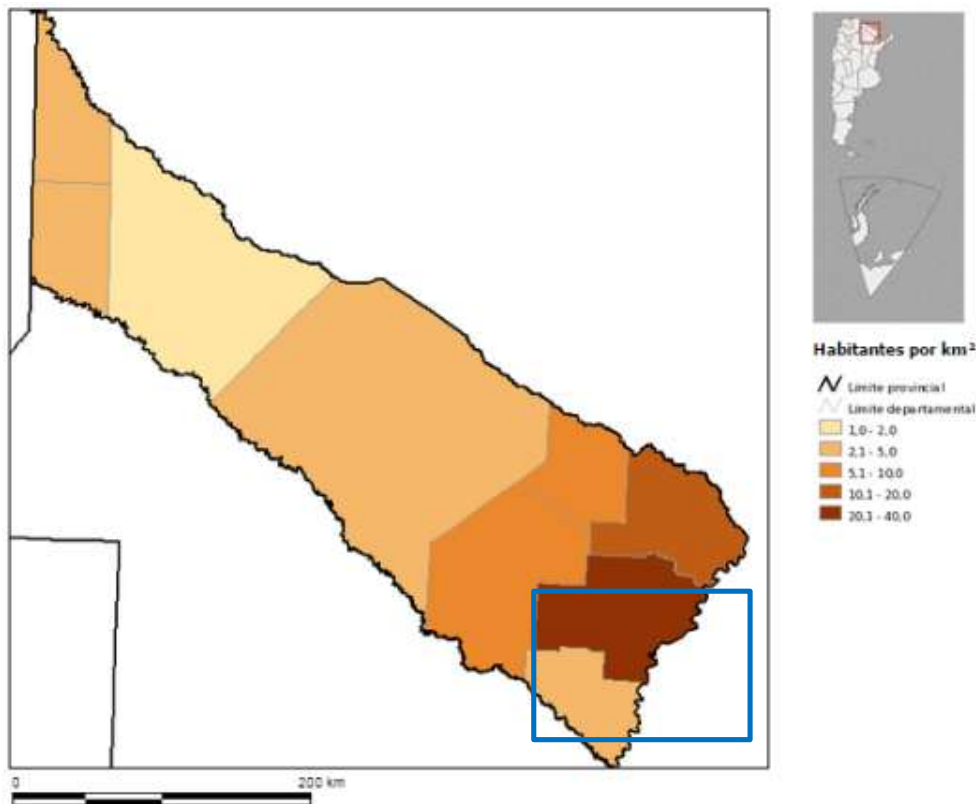 Habitantes por km²
Límite provincial
Límite departamental
1,0 - 2,0
2,1 - 5,0
5,1 - 10,0
10,1 - 20,0
20,1 - 40,0
0 200 km